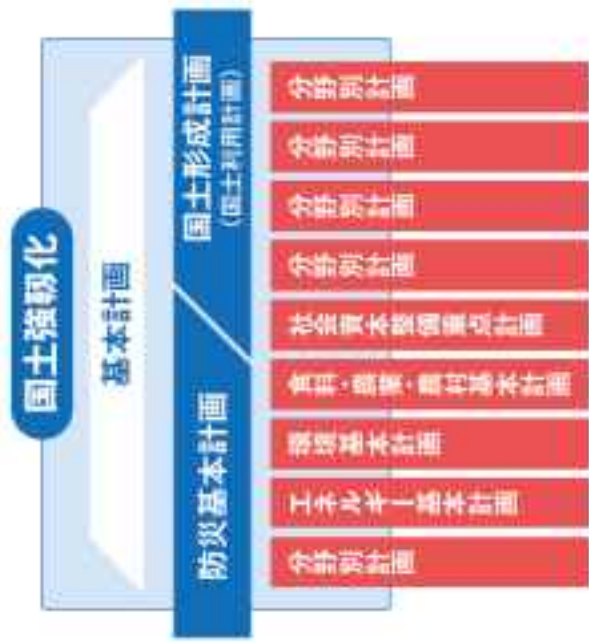 国土強靱化
基本計画
防災基本計画
国土形成計画
(国土利用計画)
分野別計画
エネルギー基本計画
環境基本計画
食料・農業・農村基本計画
社会資本整備重点計画
分野別計画
分野別計画
分野別計画
分野別計画